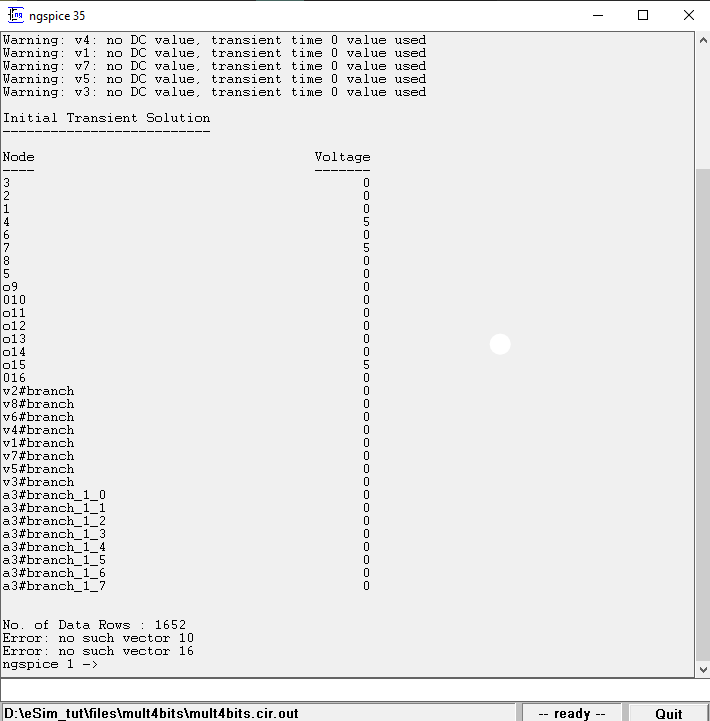 ngspice 35
Warning: v4: no DC value, transient time 0 value used
Warning: v1: no DC value, transient time 0 value used
Warning: v7: no DC value, transient time 0 value used
Warning: v5: no DC value, transient time 0 value used
Warning: v3: no DC value, transient time 0 value used
Initial Transient Solution
--------------------------
Node Voltage
---- -------
3 0
2 0
1 0
4 5
6 0
7 5
8 0
5 0
o9 0
010 0
o11 0
o12 0
o13 0
o14 0
o15 5
016 0
v2#branch 0
v8#branch 0
v6#branch 0
v4#branch 0
v1#branch 0
v7#branch 0
v5#branch 0
v3#branch 0
a3#branch_1_0 0
a3#branch_1_1 0
a3#branch_1_2 0
a3#branch_1_3 0
a3#branch_1_4 0
a3#branch_1_5 0
a3#branch_1_6 0
a3#branch_1_7 0
No. of Data Rows : 1652
Error: no such vector 10
Error: no such vector 16
ngspice 1 ->
D:\eSim_tut\files\mult4bits\mult4bits.cir.out -- ready -- Quit